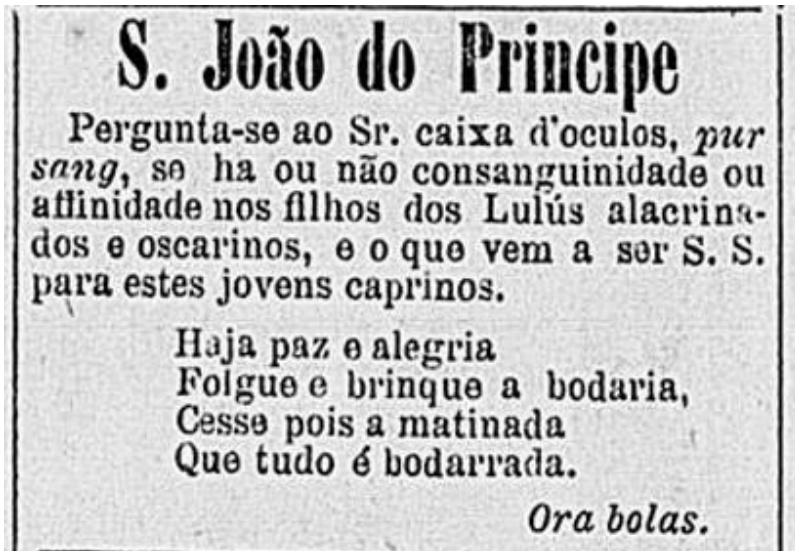 S. João do Principe
Pergunta-se ao Sr. caixa d'oculos, pur
sang, se ha ou não consanguinidade ou
affinidade nos filhos dos Lulús alacrina-
dos e oscarinos, e o que vem a ser S. S.
para estes jovens caprinos.
Haja paz e alegria
Folgue e brinque a bodaria,
Cesse pois a matinada
Que tudo é bodarrada.
Ora bolas.